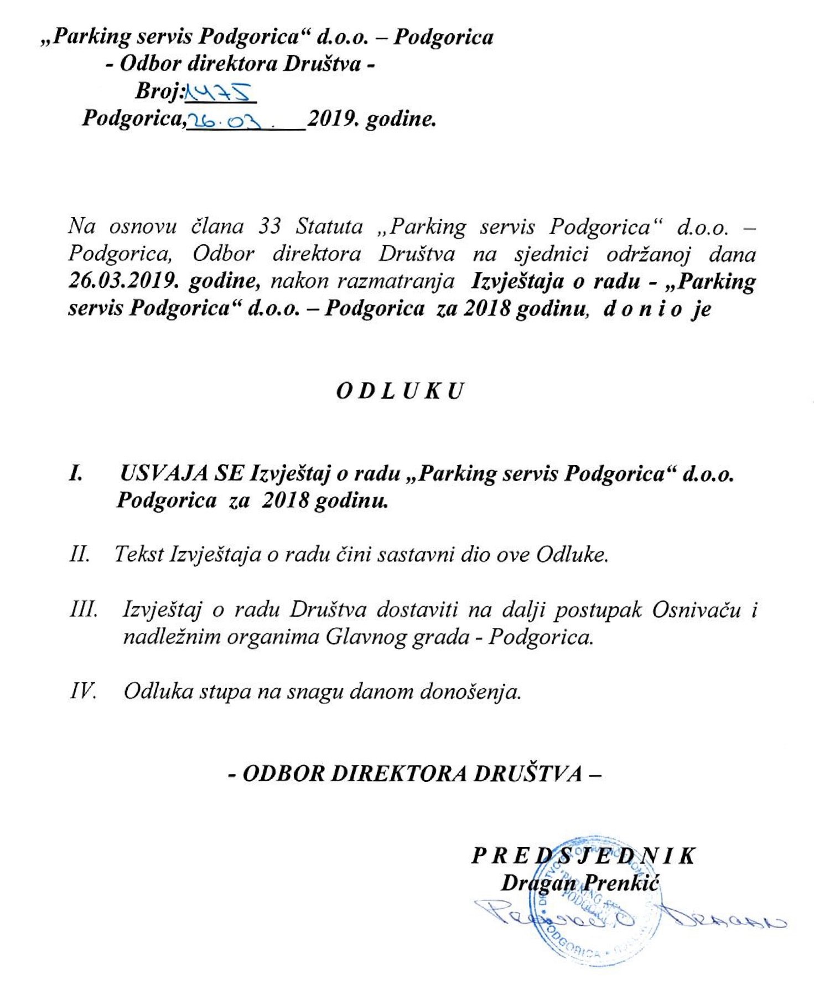 „Parking servis Podgorica“ d.o.o. – Podgorica
- Odbor direktora Društva -
Broj:1475
Podgorica,26.03. 2019. godine.
Na osnovu člana 33 Statuta „Parking servis Podgorica“ d.o.o. –
Podgorica, Odbor direktora Društva na sjednici održanoj dana
26.03.2019. godine, nakon razmatranja Izvještaja o radu - „Parking
servis Podgorica“ d.o.o. – Podgorica za 2018 godinu, d o n i o je
O D L U K U
I. USVAJA SE Izvještaj o radu „Parking servis Podgorica“ d.o.o.
Podgorica za 2018 godinu.
II. Tekst Izvještaja o radu čini sastavni dio ove Odluke.
III. Izvještaj o radu Društva dostaviti na dalji postupak Osnivaču i
nadležnim organima Glavnog grada - Podgorica.
IV. Odluka stupa na snagu danom donošenja.
- ODBOR DIREKTORA DRUŠTVA –
P R E D S J E D N I K
Dragan Prenkić
DRAGAN
PARKING
PODGORICA